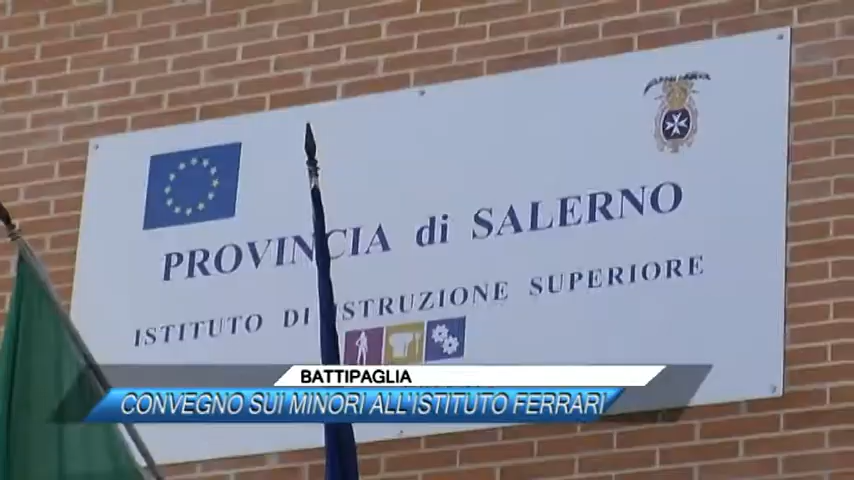 PROVINCIA di SALERNO
ISTITUTO DI ISTRUZIONE SUPERIORE
BATTIPAGLIA
CONVEGNO SUI MINORI ALL'ISTITUTO FERRARI